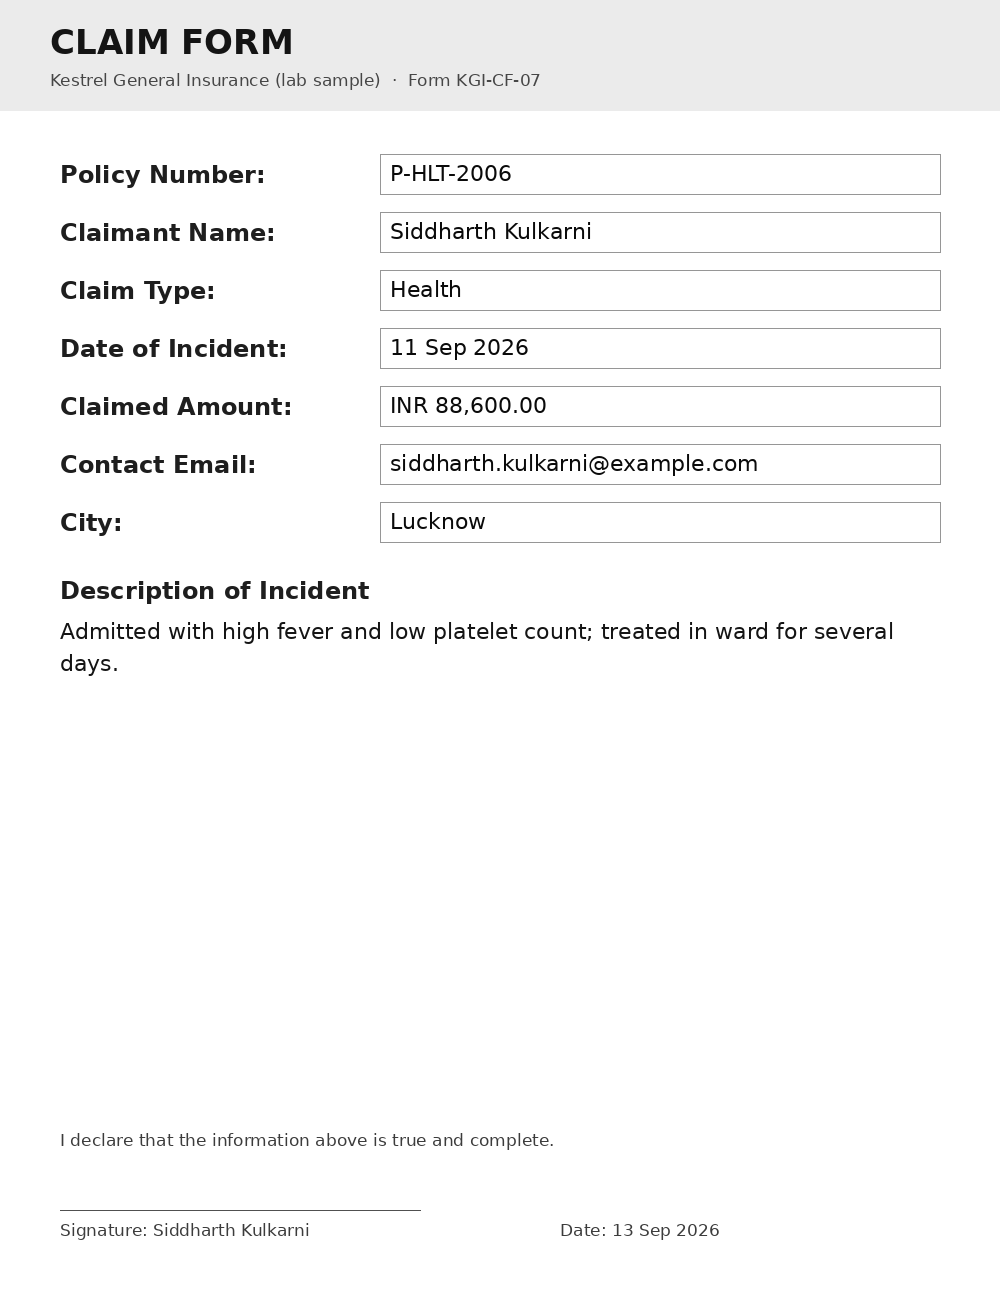 CLAIM FORM
Kestrel General Insurance (lab sample) · Form KGI-CF-07
Policy Number: P-HLT-2006
Claimant Name: Siddharth Kulkarni
Claim Type: Health
Date of Incident: 11 Sep 2026
Claimed Amount: INR 88,600.00
Contact Email: siddharth.kulkarni@example.com
City: Lucknow
Description of Incident
Admitted with high fever and low platelet count; treated in ward for several
days.
I declare that the information above is true and complete.
Signature: Siddharth Kulkarni Date: 13 Sep 2026